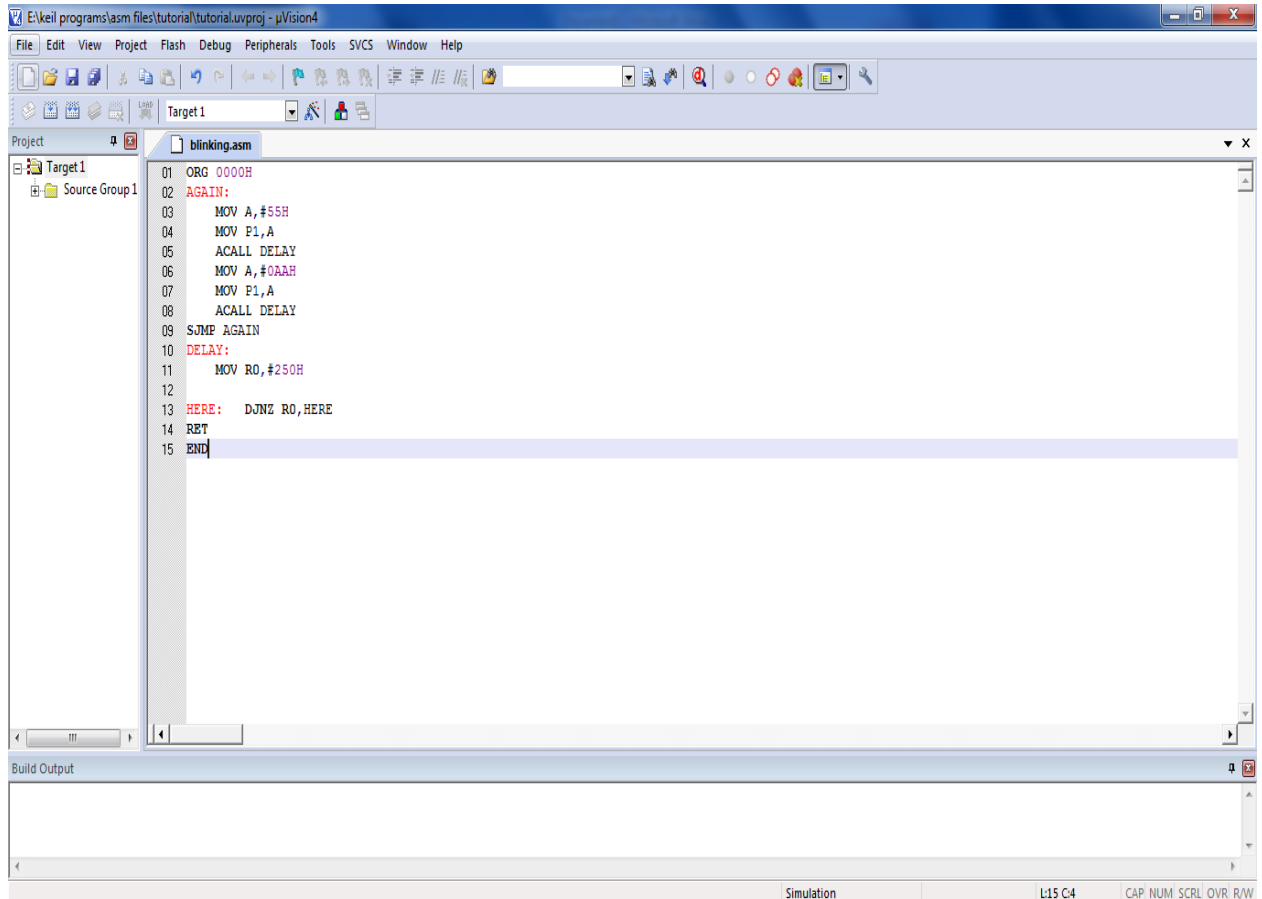 E:\keil programs\asm files\tutorial\tutorial.uvproj - µVision4
File Edit View Project Flash Debug Peripherals Tools SVCS Window Help
LOAD Target 1
Project
blinking.asm
Target 1
Source Group 1
01 ORG 0000H
02 AGAIN:
03 MOV A,#55H
04 MOV P1,A
05 ACALL DELAY
06 MOV A,#0AAH
07 MOV P1,A
08 ACALL DELAY
09 SJMP AGAIN
10 DELAY:
11 MOV R0,#250H
12
13 HERE: DJNZ R0,HERE
14 RET
15 END
Build Output
Simulation L:15 C:4 CAP NUM SCRL OVR R/W